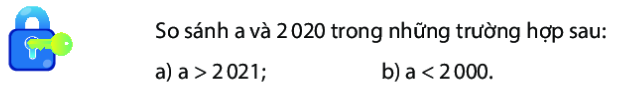 So sánh a và 2 020 trong những trường hợp sau:
a) a > 2 021; b) a < 2 000.